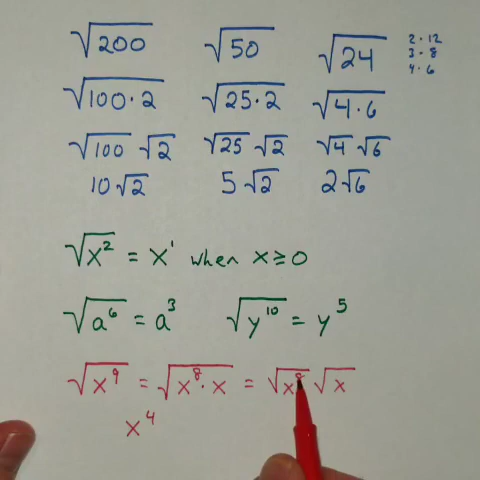 √200 √50 √24 2·12
3·8
4·6
√100·2 √25·2 √4·6
√100 √2 √25 √2 √4 √6
10√2 5√2 2√6
√x² = x¹ when x ≥ 0
√a⁶ = a³ √y¹⁰ = y⁵
√x⁹ = √x⁸·x = √x⁸ √x
x⁴